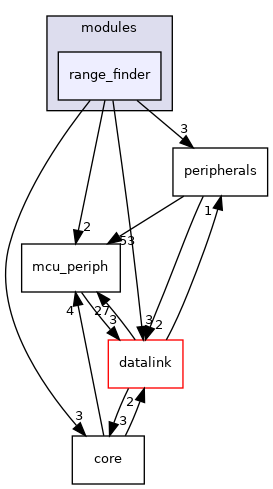 modules
range_finder
3
peripherals
1
2
53
mcu_periph
4
27
3
3
2
datalink
2
3
3
core